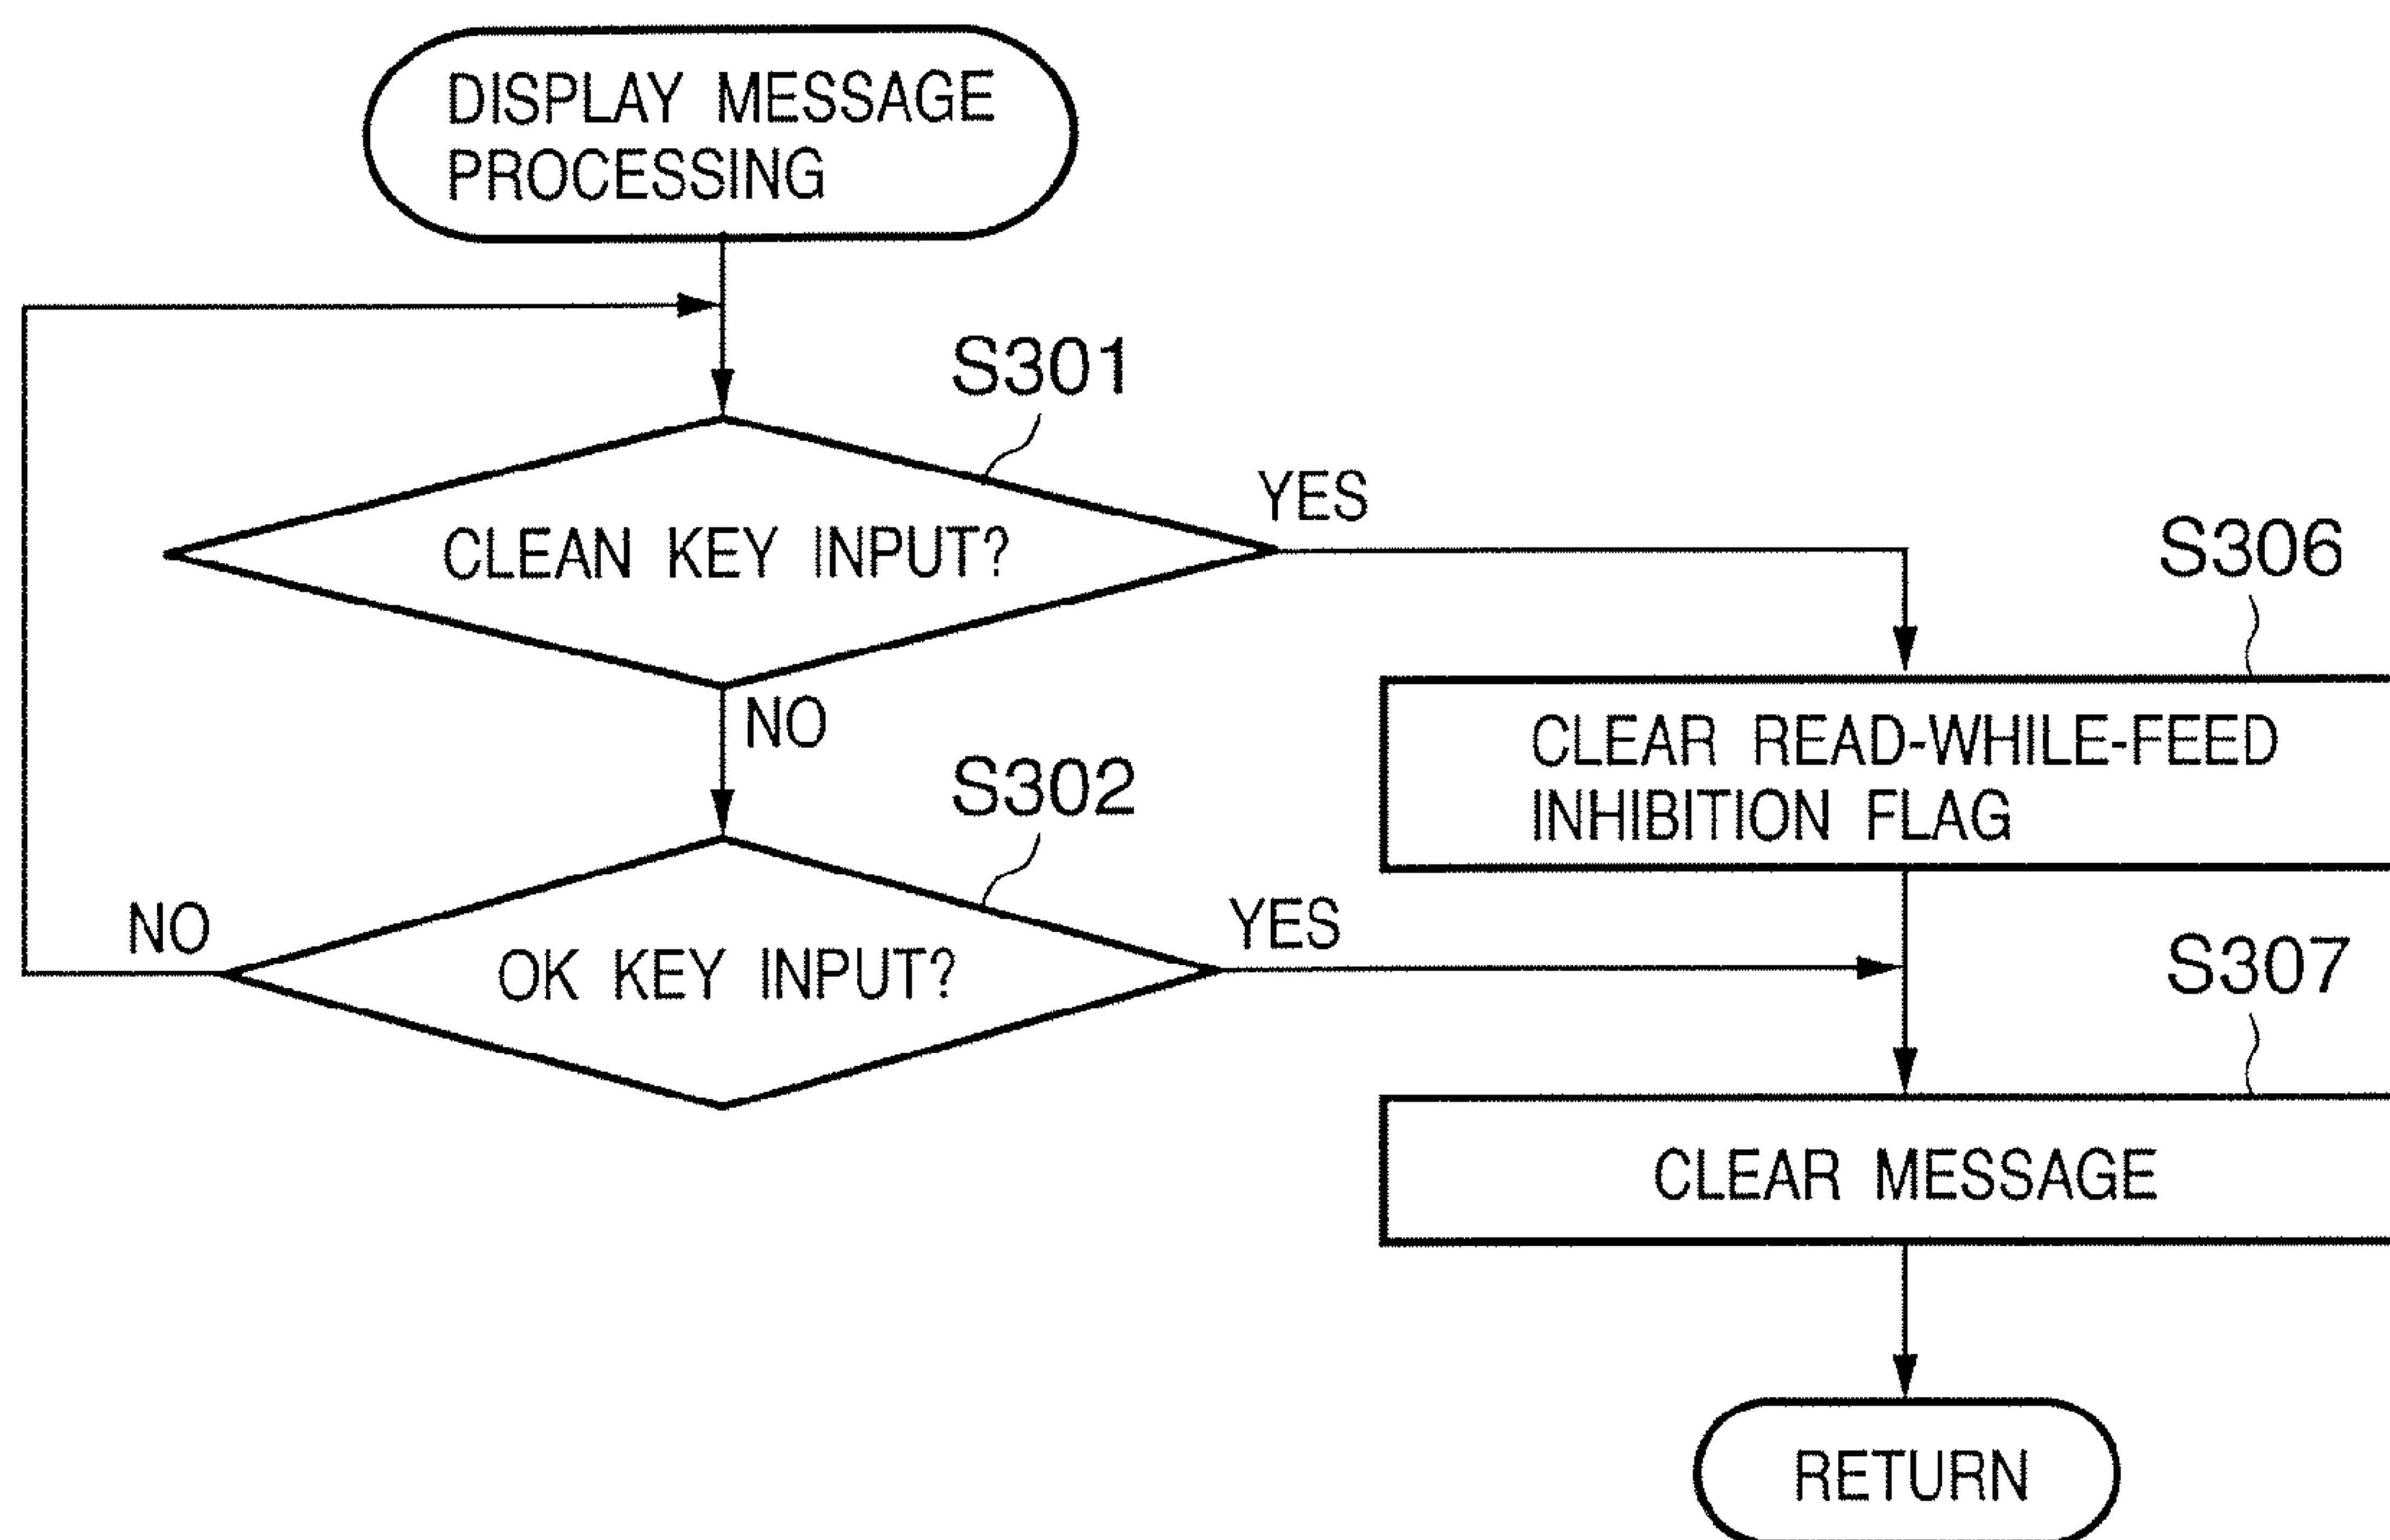 DISPLAY MESSAGE
PROCESSING
S301
CLEAN KEY INPUT?
YES
NO
S306
CLEAR READ-WHILE-FEED
INHIBITION FLAG
S302
OK KEY INPUT?
YES
NO
S307
CLEAR MESSAGE
RETURN